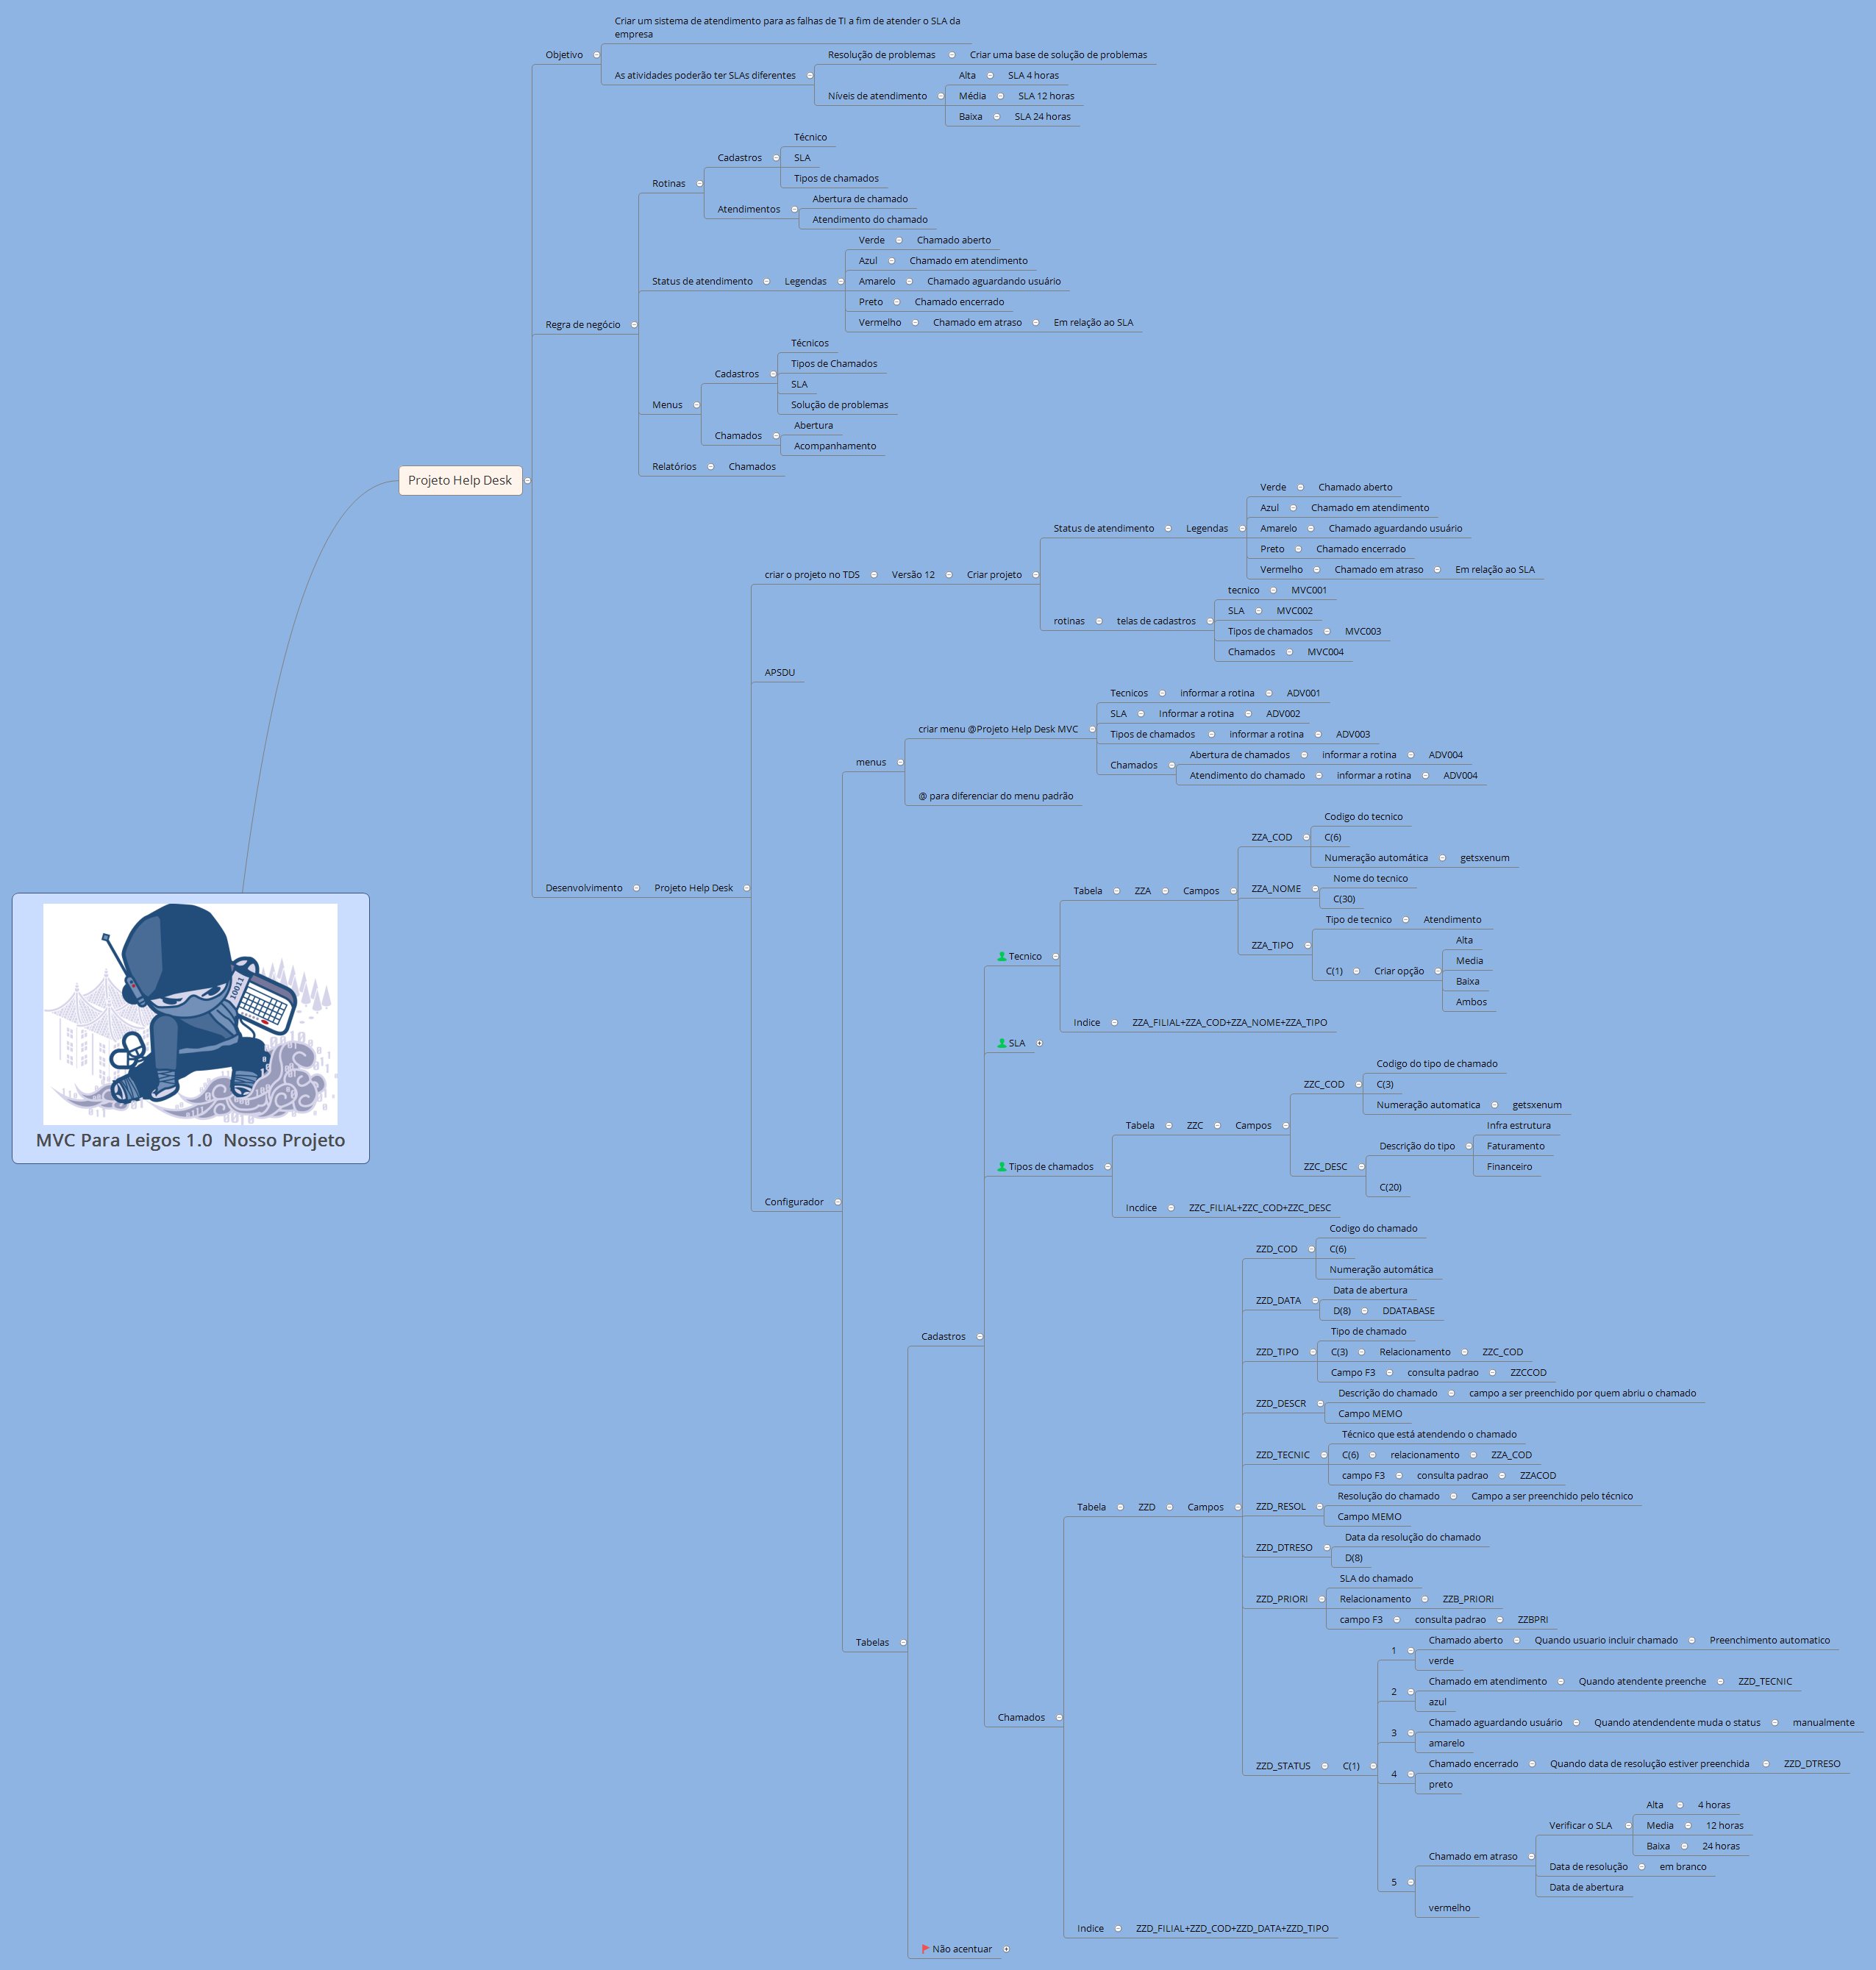 Criar um sistema de atendimento para as falhas de TI a fim de atender o SLA da
empresa
Objetivo
Resolução de problemas
Criar uma base de solução de problemas
As atividades poderão ter SLAs diferentes
Alta
SLA 4 horas
Níveis de atendimento
Média
SLA 12 horas
Baixa
SLA 24 horas
Técnico
Cadastros
SLA
Tipos de chamados
Rotinas
Abertura de chamado
Atendimentos
Atendimento do chamado
Verde
Chamado aberto
Azul
Chamado em atendimento
Status de atendimento
Legendas
Amarelo
Chamado aguardando usuário
Preto
Chamado encerrado
Vermelho
Chamado em atraso
Em relação ao SLA
Regra de negócio
Técnicos
Tipos de Chamados
Cadastros
SLA
Solução de problemas
Menus
Abertura
Chamados
Acompanhamento
Relatórios
Chamados
Projeto Help Desk
Verde
Chamado aberto
Azul
Chamado em atendimento
Status de atendimento
Legendas
Amarelo
Chamado aguardando usuário
Preto
Chamado encerrado
Vermelho
Chamado em atraso
Em relação ao SLA
criar o projeto no TDS
Versão 12
Criar projeto
tecnico
MVC001
SLA
MVC002
rotinas
telas de cadastros
Tipos de chamados
MVC003
Chamados
MVC004
APSDU
Tecnicos
informar a rotina
ADV001
SLA
Informar a rotina
ADV002
criar menu @Projeto Help Desk MVC
Tipos de chamados
informar a rotina
ADV003
Abertura de chamados
informar a rotina
ADV004
Chamados
Atendimento do chamado
informar a rotina
ADV004
menus
@ para diferenciar do menu padrão
Desenvolvimento
Projeto Help Desk
Codigo do tecnico
ZZA_COD
C(6)
Numeração automática
getsxenum
Tabela
ZZA
Campos
Nome do tecnico
ZZA_NOME
C(30)
Tipo de tecnico
Atendimento
ZZA_TIPO
Alta
Media
C(1)
Criar opção
Baixa
Ambos
Tecnico
Indice
ZZA_FILIAL+ZZA_COD+ZZA_NOME+ZZA_TIPO
SLA
10011
MVC Para Leigos 1.0 Nosso Projeto
Codigo do tipo de chamado
ZZC_COD
C(3)
Numeração automatica
getsxenum
Tabela
ZZC
Campos
Infra estrutura
Descrição do tipo
Faturamento
Financeiro
ZZC_DESC
C(20)
Tipos de chamados
Incdice
ZZC_FILIAL+ZZC_COD+ZZC_DESC
Configurador
Codigo do chamado
ZZD_COD
C(6)
Numeração automática
Data de abertura
ZZD_DATA
D(8)
DDATABASE
Cadastros
Tipo de chamado
ZZD_TIPO
C(3)
Relacionamento
ZZC_COD
Campo F3
consulta padrao
ZZCCOD
Descrição do chamado
campo a ser preenchido por quem abriu o chamado
ZZD_DESCR
Campo MEMO
Técnico que está atendendo o chamado
ZZD_TECNIC
C(6)
relacionamento
ZZA_COD
campo F3
consulta padrao
ZZACOD
Tabela
ZZD
Campos
Resolução do chamado
Campo a ser preenchido pelo técnico
ZZD_RESOL
Campo MEMO
Data da resolução do chamado
ZZD_DTRESO
D(8)
SLA do chamado
ZZD_PRIORI
Relacionamento
ZZB_PRIORI
campo F3
consulta padrao
ZZBPRI
Tabelas
1
Chamado aberto
Quando usuario incluir chamado
Preenchimento automatico
verde
2
Chamado em atendimento
Quando atendente preenche
ZZD_TECNIC
azul
Chamados
3
Chamado aguardando usuário
Quando atendendente muda o status
manualmente
amarelo
ZZD_STATUS
C(1)
4
Chamado encerrado
Quando data de resolução estiver preenchida
ZZD_DTRESO
preto
Alta
4 horas
Verificar o SLA
Media
12 horas
Baixa
24 horas
Chamado em atraso
Data de resolução
em branco
Data de abertura
5
vermelho
Indice
ZZD_FILIAL+ZZD_COD+ZZD_DATA+ZZD_TIPO
Não acentuar